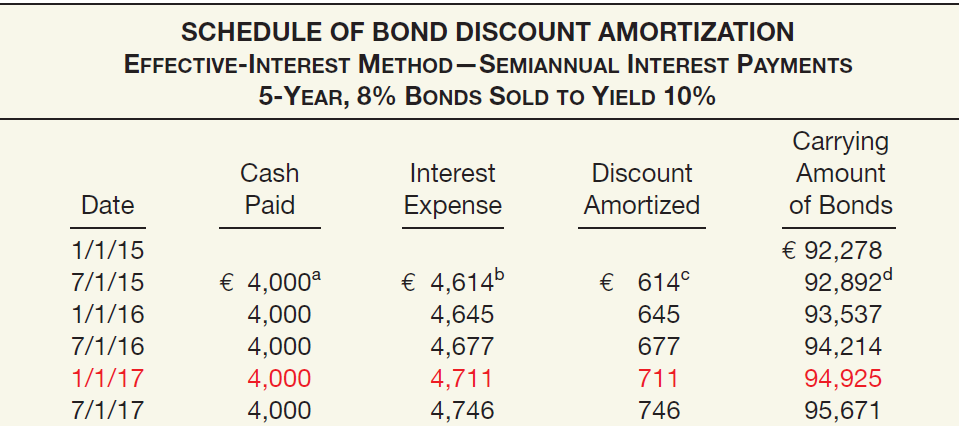 SCHEDULE OF BOND DISCOUNT AMORTIZATION
EFFECTIVE-INTEREST METHOD—SEMIANNUAL INTEREST PAYMENTS
5-YEAR, 8% BONDS SOLD TO YIELD 10%
Carrying
Cash Interest Discount Amount
Date Paid Expense Amortized of Bonds
1/1/15 € 92,278
7/1/15 € 4,000a € 4,614b € 614c 92,892d
1/1/16 4,000 4,645 645 93,537
7/1/16 4,000 4,677 677 94,214
1/1/17 4,000 4,711 711 94,925
7/1/17 4,000 4,746 746 95,671